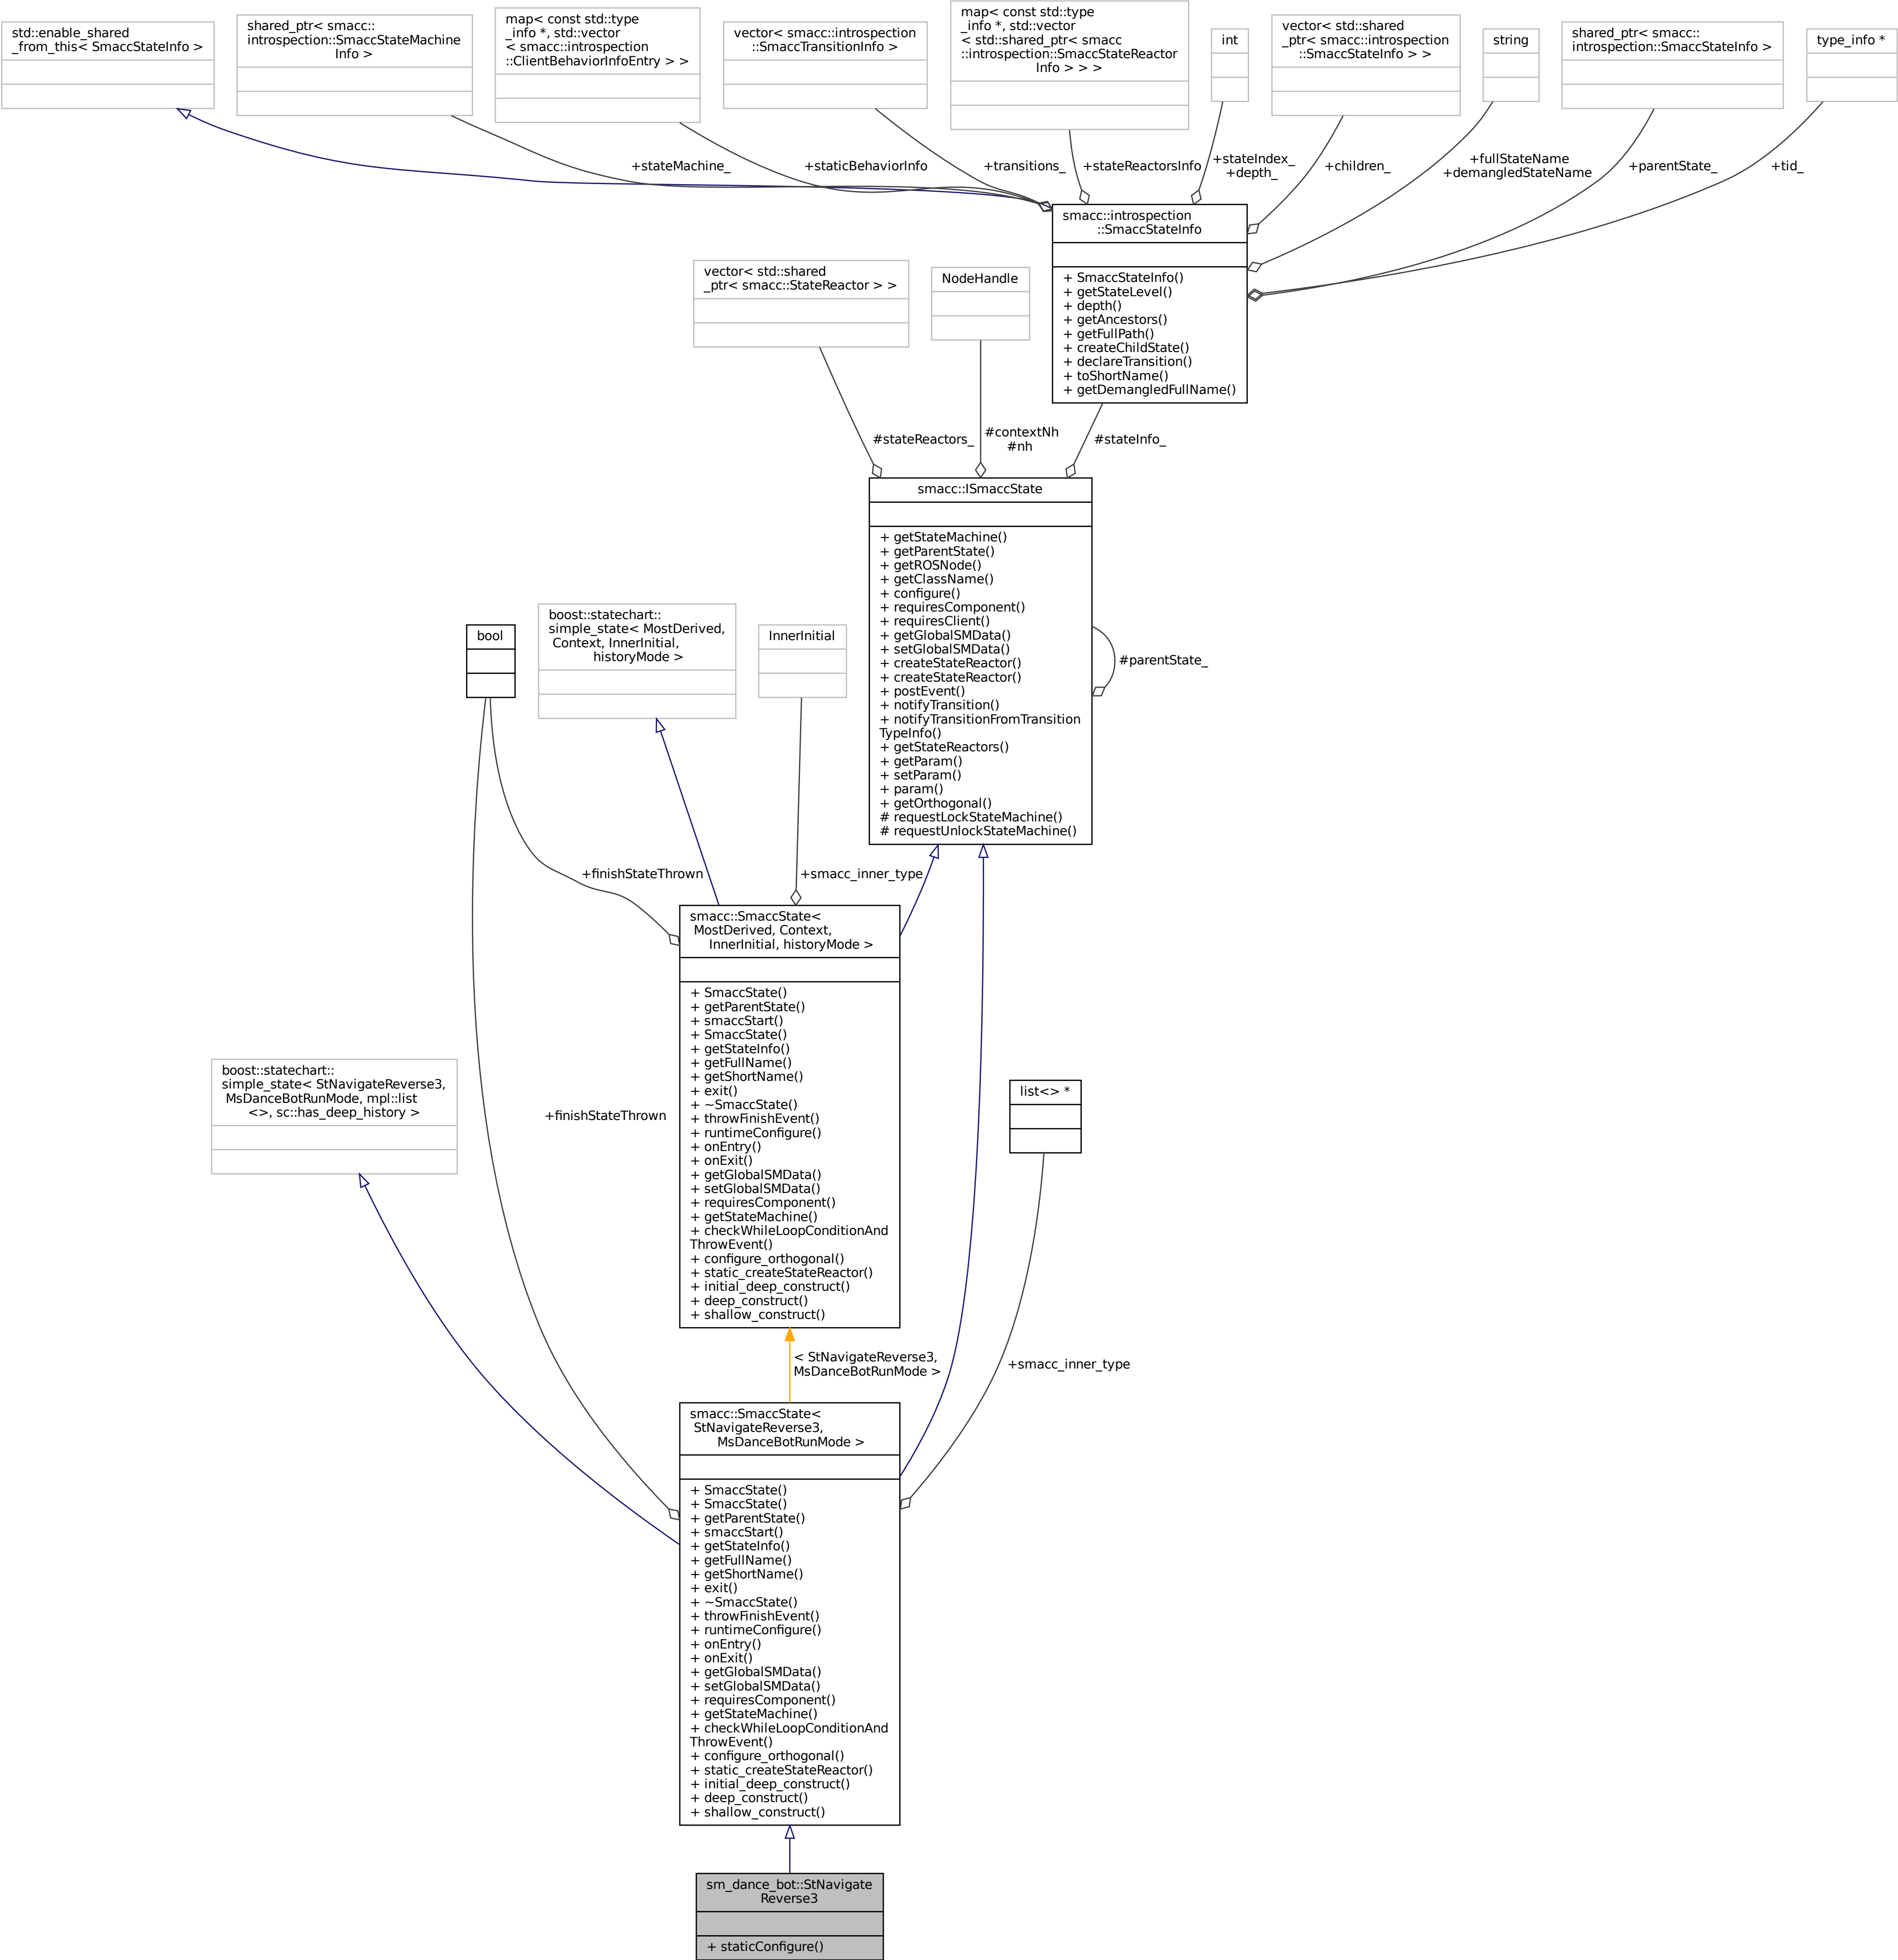 std::enable_shared
_from_this< SmaccStateInfo >
shared_ptr< smacc::
introspection::SmaccStateMachine
Info >
map< const std::type
_info *, std::vector
< smacc::introspection
::ClientBehaviorInfoEntry > >
vector< smacc::introspection
::SmaccTransitionInfo >
map< const std::type
_info *, std::vector
< std::shared_ptr< smacc
::introspection::SmaccStateReactor
Info > > >
int
vector< std::shared
_ptr< smacc::introspection
::SmaccStateInfo > >
string
shared_ptr< smacc::
introspection::SmaccStateInfo >
type_info *
+stateMachine_
+staticBehaviorInfo
+transitions_
+stateReactorsInfo
+stateIndex_
+depth_
+children_
+fullStateName
+demangledStateName
+parentState_
+tid_
smacc::introspection
::SmaccStateInfo
+ SmaccStateInfo()
+ getStateLevel()
+ depth()
+ getAncestors()
+ getFullPath()
+ createChildState()
+ declareTransition()
+ toShortName()
+ getDemangledFullName()
vector< std::shared
_ptr< smacc::StateReactor > >
NodeHandle
#stateReactors_
#contextNh
#nh
#stateInfo_
smacc::ISmaccState
+ getStateMachine()
+ getParentState()
+ getROSNode()
+ getClassName()
+ configure()
+ requiresComponent()
+ requiresClient()
+ getGlobalSMData()
+ setGlobalSMData()
+ createStateReactor()
+ createStateReactor()
+ postEvent()
+ notifyTransition()
+ notifyTransitionFromTransition
TypeInfo()
+ getStateReactors()
+ getParam()
+ setParam()
+ param()
+ getOrthogonal()
# requestLockStateMachine()
# requestUnlockStateMachine()
#parentState_
bool
boost::statechart::
simple_state< MostDerived,
Context, InnerInitial,
historyMode >
InnerInitial
+finishStateThrown
+smacc_inner_type
smacc::SmaccState<
MostDerived, Context,
InnerInitial, historyMode >
+ SmaccState()
+ getParentState()
+ smaccStart()
+ SmaccState()
+ getStateInfo()
+ getFullName()
+ getShortName()
+ exit()
+ ~SmaccState()
+ throwFinishEvent()
+ runtimeConfigure()
+ onEntry()
+ onExit()
+ getGlobalSMData()
+ setGlobalSMData()
+ requiresComponent()
+ getStateMachine()
+ checkWhileLoopConditionAnd
ThrowEvent()
+ configure_orthogonal()
+ static_createStateReactor()
+ initial_deep_construct()
+ deep_construct()
+ shallow_construct()
boost::statechart::
simple_state< StNavigateReverse3,
MsDanceBotRunMode, mpl::list
<>, sc::has_deep_history >
+finishStateThrown
list<> *
< StNavigateReverse3,
MsDanceBotRunMode >
+smacc_inner_type
smacc::SmaccState<
StNavigateReverse3,
MsDanceBotRunMode >
+ SmaccState()
+ SmaccState()
+ getParentState()
+ smaccStart()
+ getStateInfo()
+ getFullName()
+ getShortName()
+ exit()
+ ~SmaccState()
+ throwFinishEvent()
+ runtimeConfigure()
+ onEntry()
+ onExit()
+ getGlobalSMData()
+ setGlobalSMData()
+ requiresComponent()
+ getStateMachine()
+ checkWhileLoopConditionAnd
ThrowEvent()
+ configure_orthogonal()
+ static_createStateReactor()
+ initial_deep_construct()
+ deep_construct()
+ shallow_construct()
sm_dance_bot::StNavigate
Reverse3
+ staticConfigure()